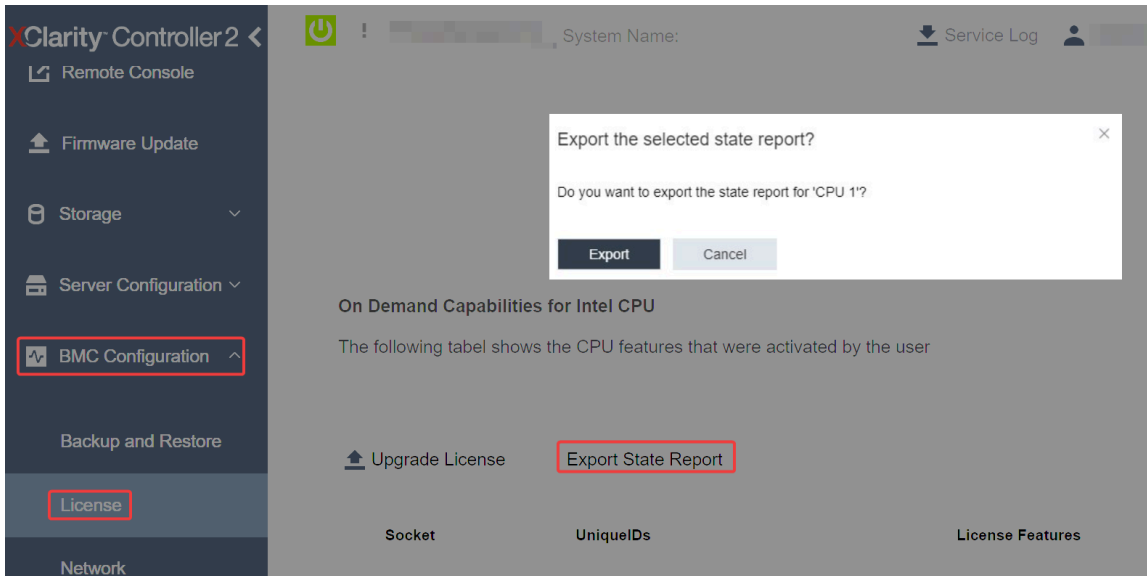 XClarity Controller 2
Remote Console
Firmware Update
Storage
Server Configuration
BMC Configuration
Backup and Restore
License
Network
! System Name:
Service Log
Export the selected state report?
Do you want to export the state report for 'CPU 1'?
Export
Cancel
On Demand Capabilities for Intel CPU
The following tabel shows the CPU features that were activated by the user
Upgrade License
Export State Report
Socket UniqueIDs License Features